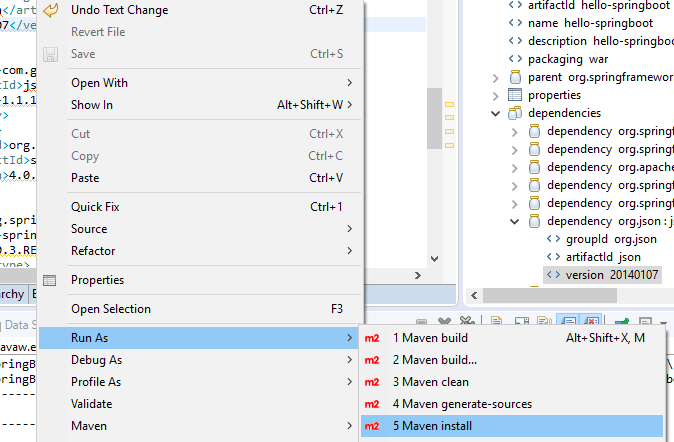 </art
07</ve
com.g
tId>js
1.1.1
>
>
d>org.
ctId>s
>4.0.
g.spri
-sprin
0.3.RE
type>
erarchy
Data S
avaw.e
pringB
pringB
Undo Text Change Ctrl+Z
Revert File
Save Ctrl+S
Open With
Show In Alt+Shift+W
Cut Ctrl+X
Copy Ctrl+C
Paste Ctrl+V
Quick Fix Ctrl+1
Source
Refactor
Properties
Open Selection F3
Run As
Debug As
Profile As
Validate
Maven
m2 1 Maven build Alt+Shift+X, M
m2 2 Maven build...
m2 3 Maven clean
m2 4 Maven generate-sources
m2 5 Maven install
artifactId hello-springboot
name hello-springboot
description hello-springboo
packaging war
parent org.springframewor
properties
dependencies
dependency org.springf
dependency org.springf
dependency org.apache
dependency org.springf
dependency org.springf
dependency org.json : js
groupId org.json
artifactId json
version 20140107